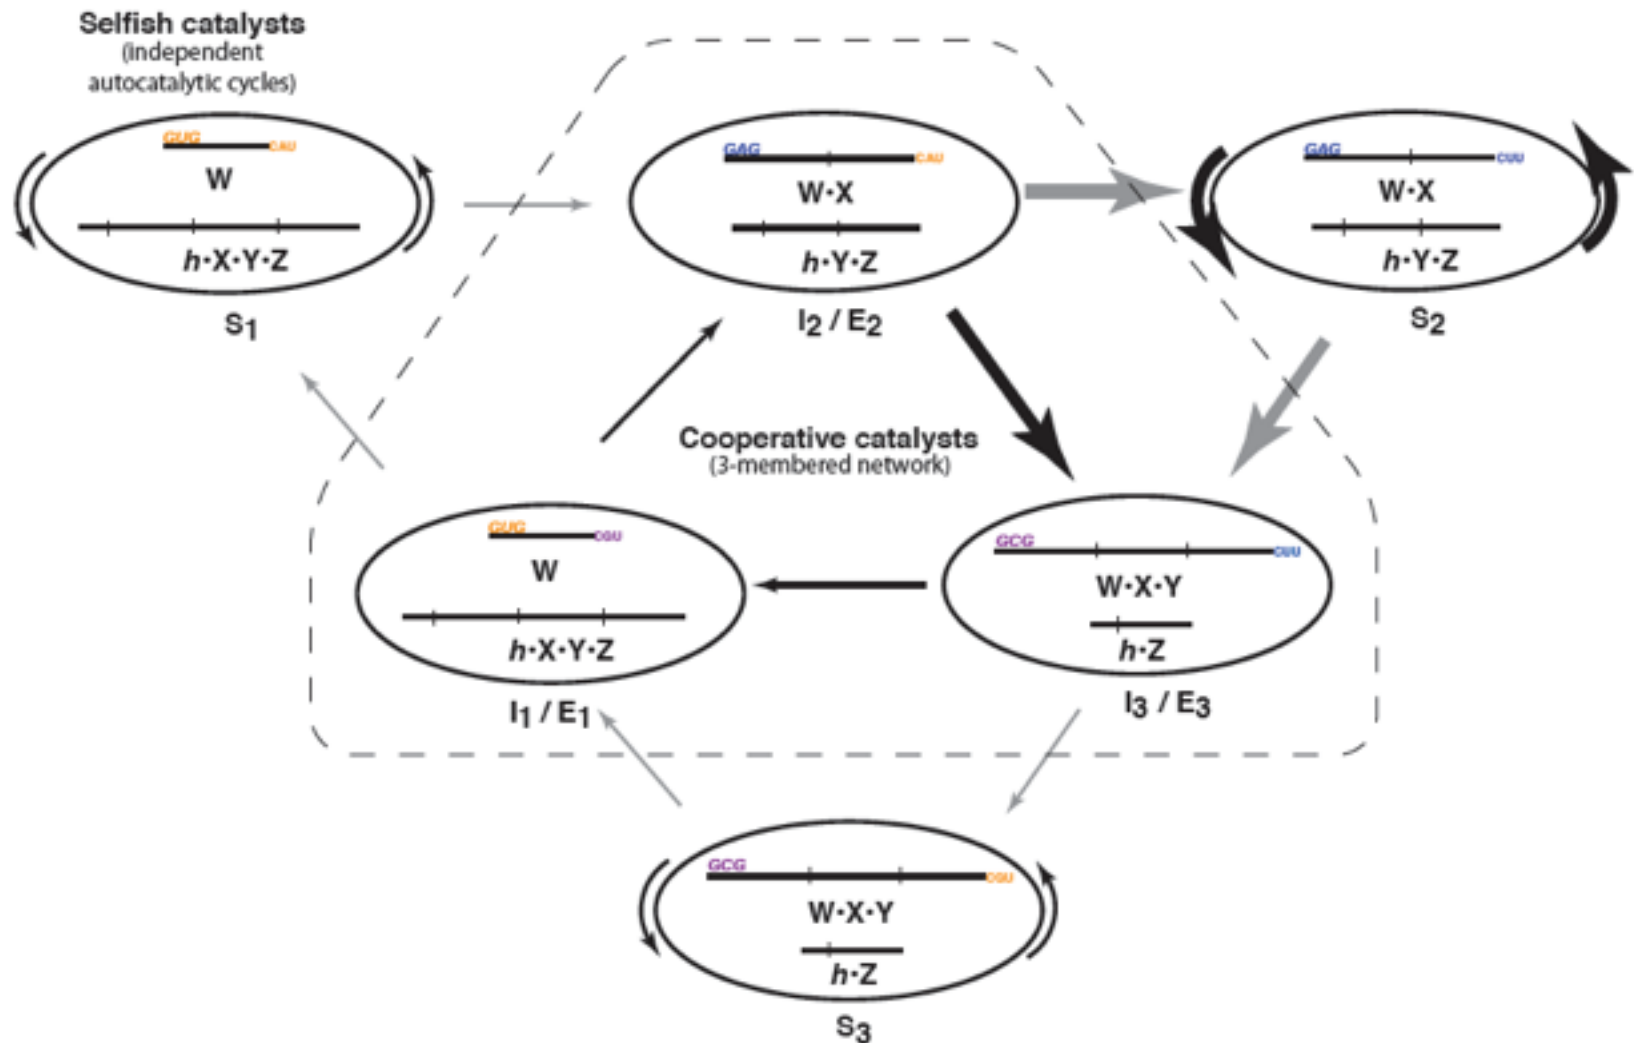 Selfish catalysts
(independent
autocatalytic cycles)
GUG
CAU
W
h·X·Y·Z
S1
GAG
CAU
W·X
h·Y·Z
I2 / E2
GAG
CUU
W·X
h·Y·Z
S2
Cooperative catalysts
(3-membered network)
GUG
CGU
W
h·X·Y·Z
I1 / E1
GCG
CUU
W·X·Y
h·Z
I3 / E3
GCG
CGU
W·X·Y
h·Z
S3